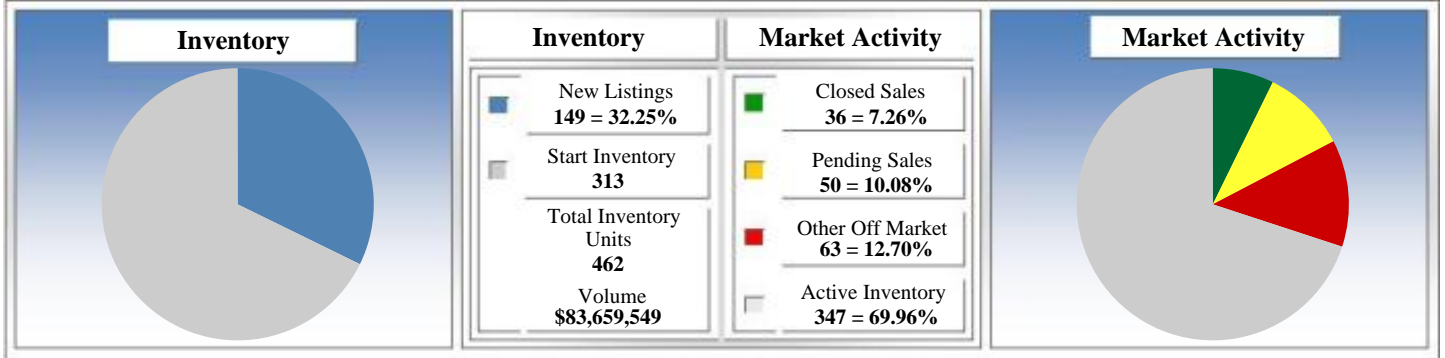 Inventory
Inventory
Market Activity
New Listings
149 = 32.25%
Start Inventory
313
Total Inventory
Units
462
Volume
$83,659,549
Closed Sales
36 = 7.26%
Pending Sales
50 = 10.08%
Other Off Market
63 = 12.70%
Active Inventory
347 = 69.96%
Market Activity